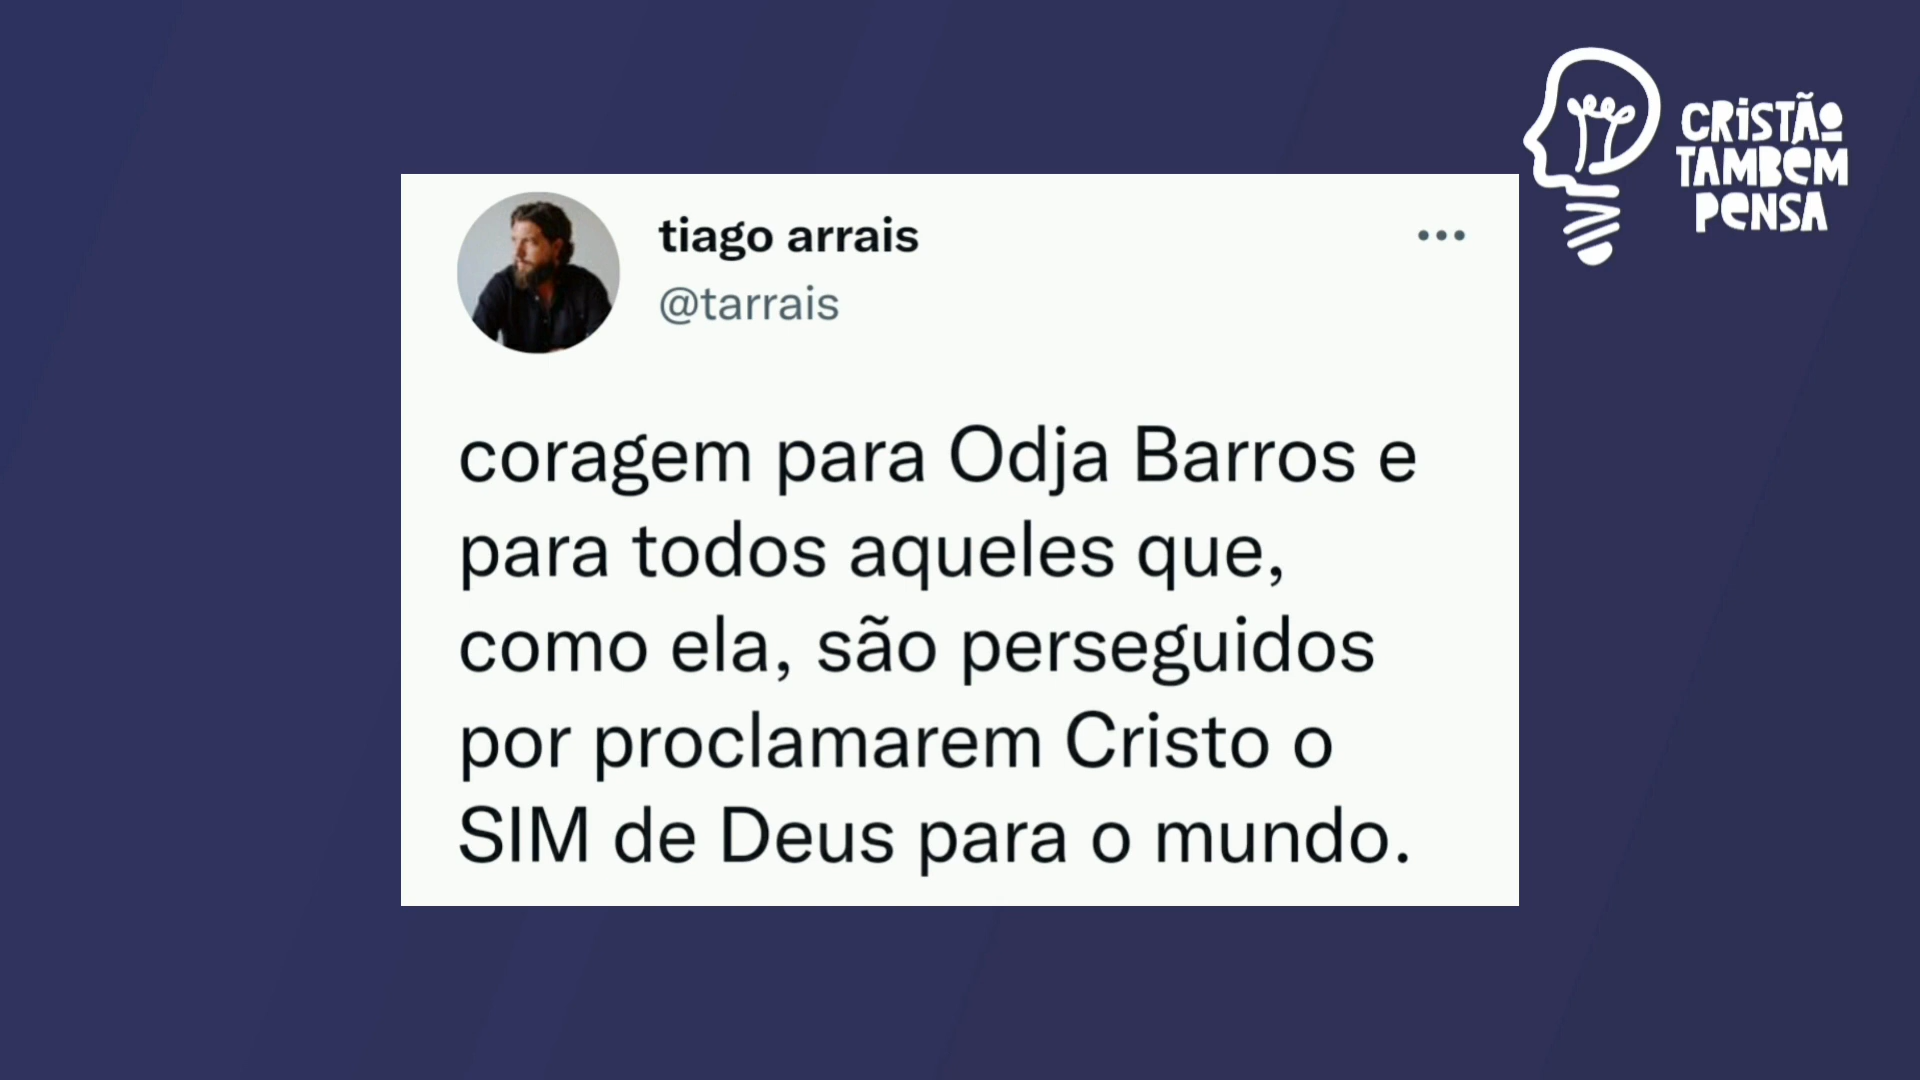 CRISTÃO
TAMBÉM
PENSA
tiago arrais
@tarrais
coragem para Odja Barros e
para todos aqueles que,
como ela, são perseguidos
por proclamarem Cristo o
SIM de Deus para o mundo.